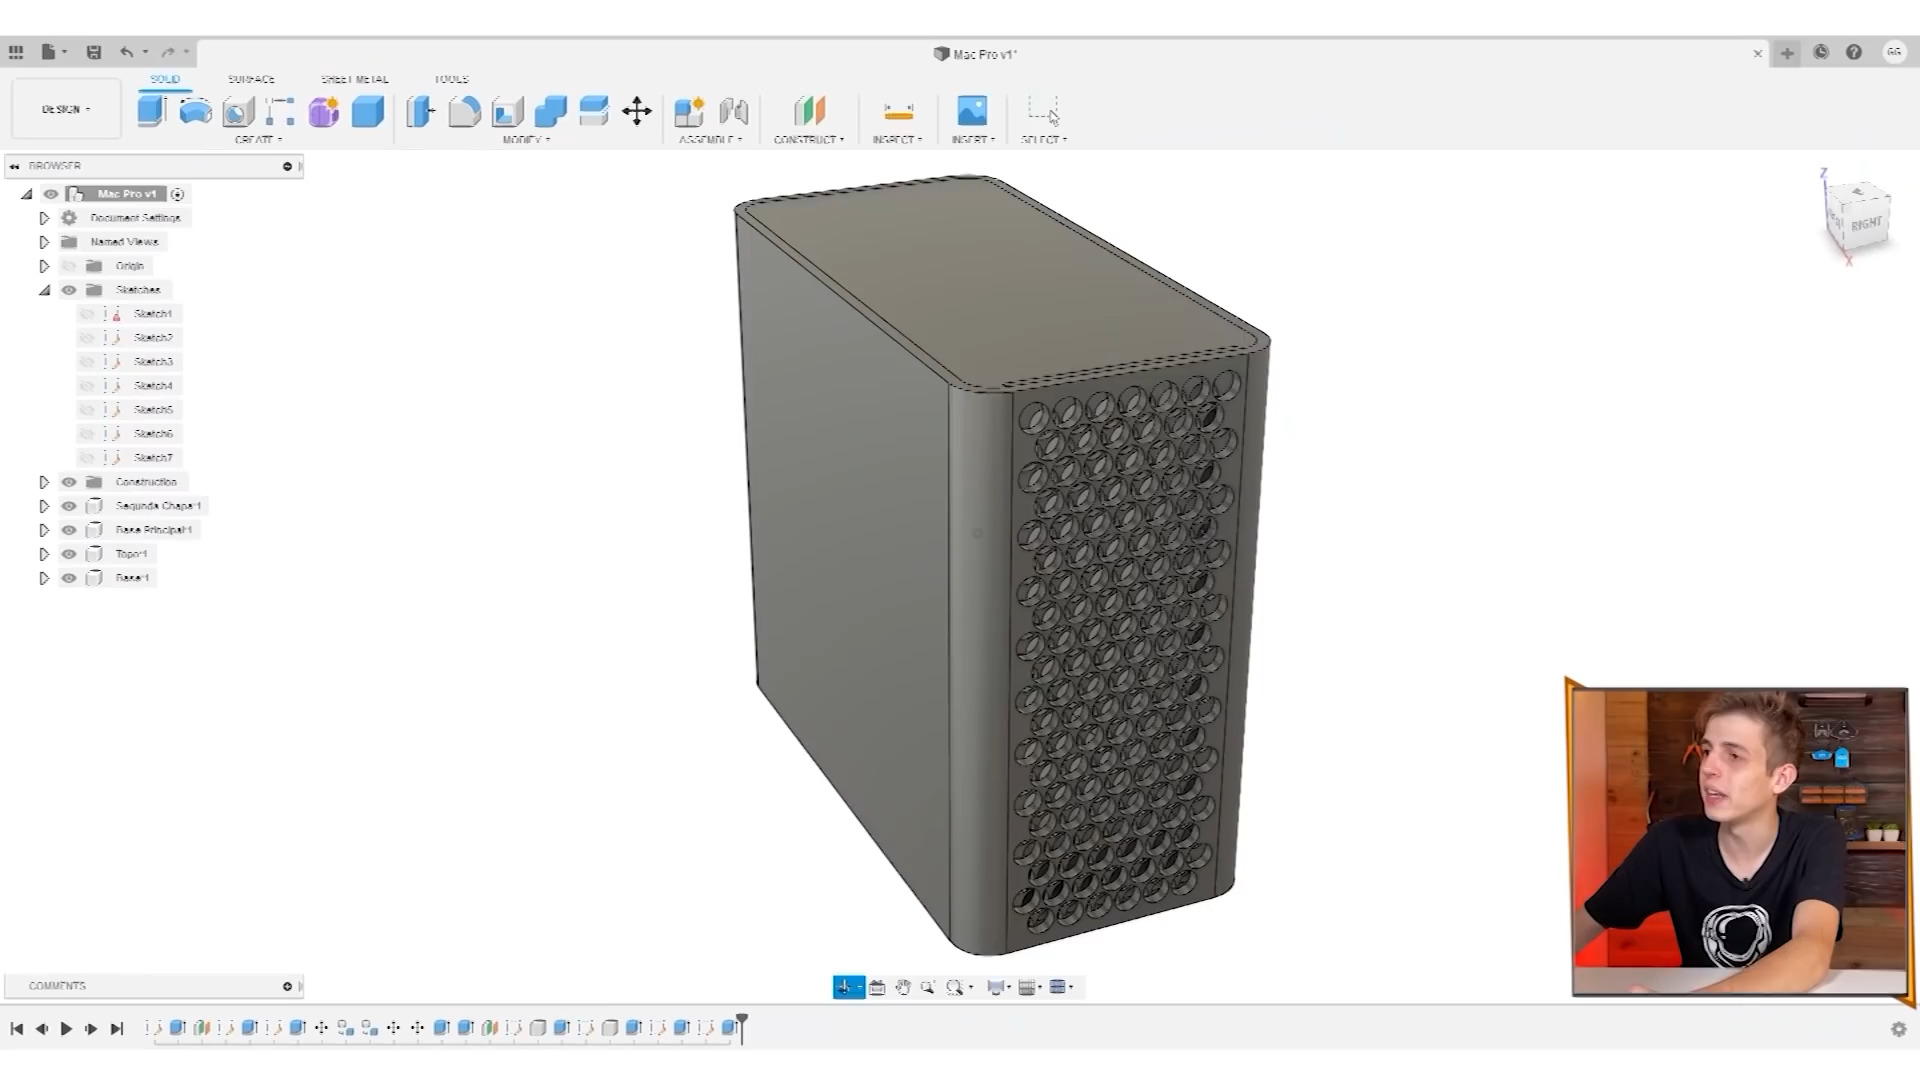 Mac Pro v1*
GG
SOLID SURFACE SHEET METAL TOOLS
DESIGN
CREATE MODIFY ASSEMBLE CONSTRUCT INSPECT INSERT SELECT
BROWSER
Mac Pro v1
Document Settings
Named Views
Origin
Sketches
Sketch1
Sketch2
Sketch3
Sketch4
Sketch5
Sketch6
Sketch7
Construction
Segunda Chapa:1
Base Principal:1
Topo:1
Base:1
Z
RIGHT
X
COMMENTS